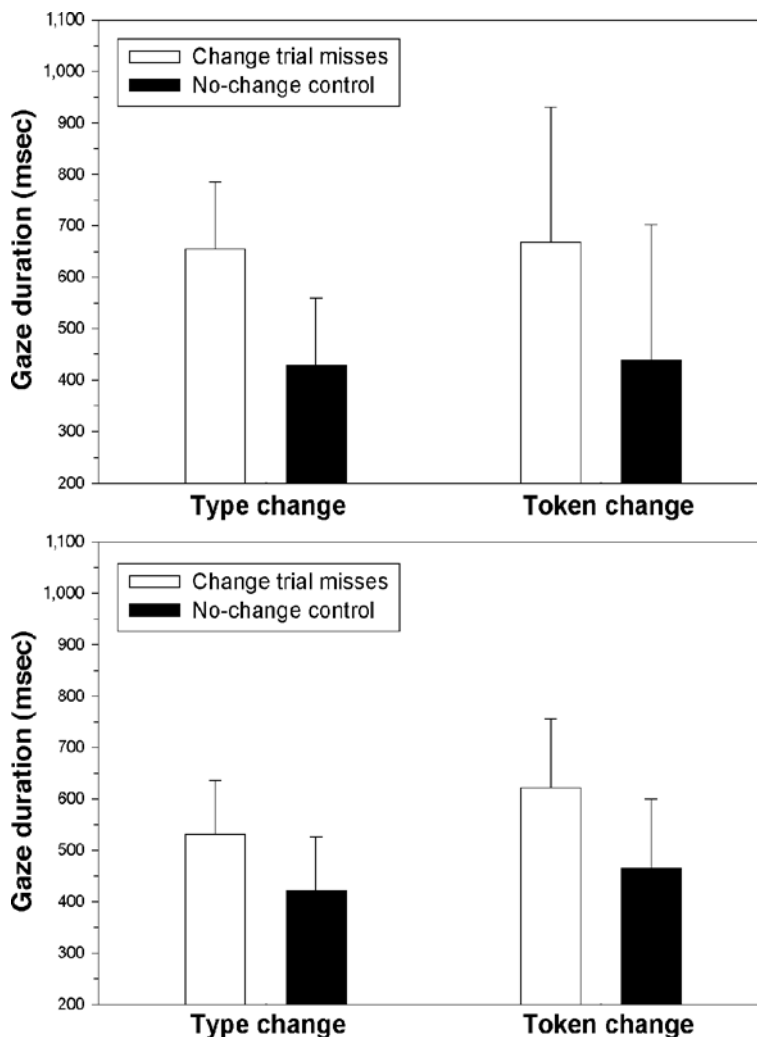 1,100
1,000
900
800
700
600
500
400
300
200
Gaze duration (msec)
Change trial misses
No-change control
Type change
Token change
1,100
1,000
900
800
700
600
500
400
300
200
Gaze duration (msec)
Change trial misses
No-change control
Type change
Token change